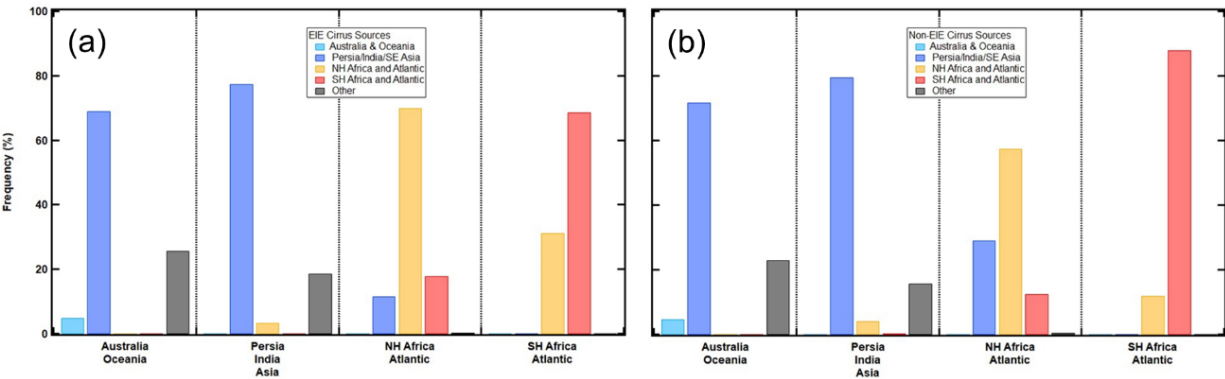 100
80
60
40
20
0
Frequency (%)
(a)
EIE Cirrus Sources
Australia & Oceania
Persia/India/SE Asia
NH Africa and Atlantic
SH Africa and Atlantic
Other
Australia
Oceania
Persia
India
Asia
NH Africa
Atlantic
SH Africa
Atlantic
(b)
Non-EIE Cirrus Sources
Australia & Oceania
Persia/India/SE Asia
NH Africa and Atlantic
SH Africa and Atlantic
Other
Australia
Oceania
Persia
India
Asia
NH Africa
Atlantic
SH Africa
Atlantic